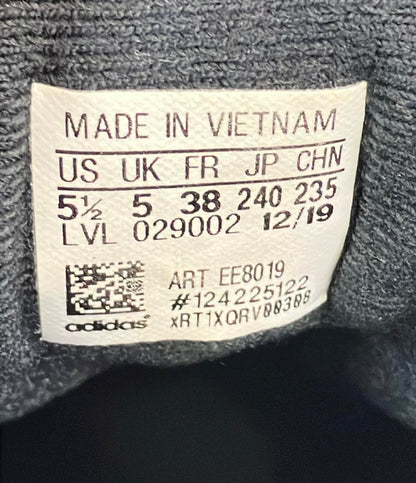 MADE IN VIETNAM
US UK FR JP CHN
5½ 5 38 240 235
LVL 029002 12/19
ART EE8019
#124225122
xRT1XQRV00308
adidas